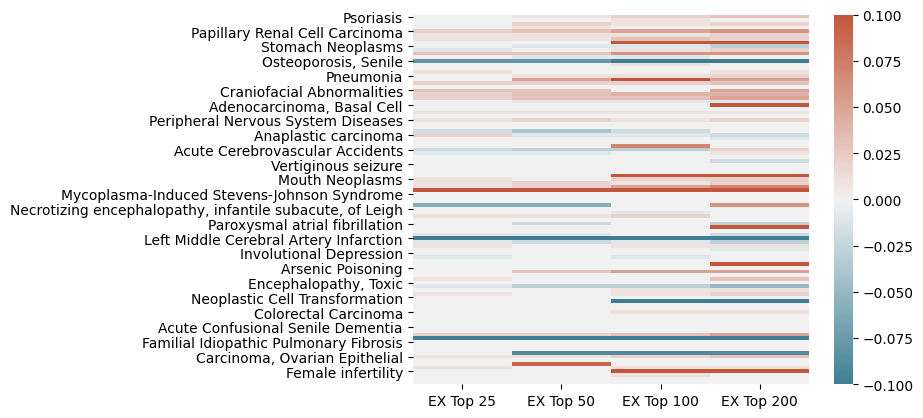 Psoriasis
Papillary Renal Cell Carcinoma
Stomach Neoplasms
Osteoporosis, Senile
Pneumonia
Craniofacial Abnormalities
Adenocarcinoma, Basal Cell
Peripheral Nervous System Diseases
Anaplastic carcinoma
Acute Cerebrovascular Accidents
Vertiginous seizure
Mouth Neoplasms
Mycoplasma-Induced Stevens-Johnson Syndrome
Necrotizing encephalopathy, infantile subacute, of Leigh
Paroxysmal atrial fibrillation
Left Middle Cerebral Artery Infarction
Involutional Depression
Arsenic Poisoning
Encephalopathy, Toxic
Neoplastic Cell Transformation
Colorectal Carcinoma
Acute Confusional Senile Dementia
Familial Idiopathic Pulmonary Fibrosis
Carcinoma, Ovarian Epithelial
Female infertility
EX Top 25
EX Top 50
EX Top 100
EX Top 200
0.100
0.075
0.050
0.025
0.000
−0.025
−0.050
−0.075
−0.100